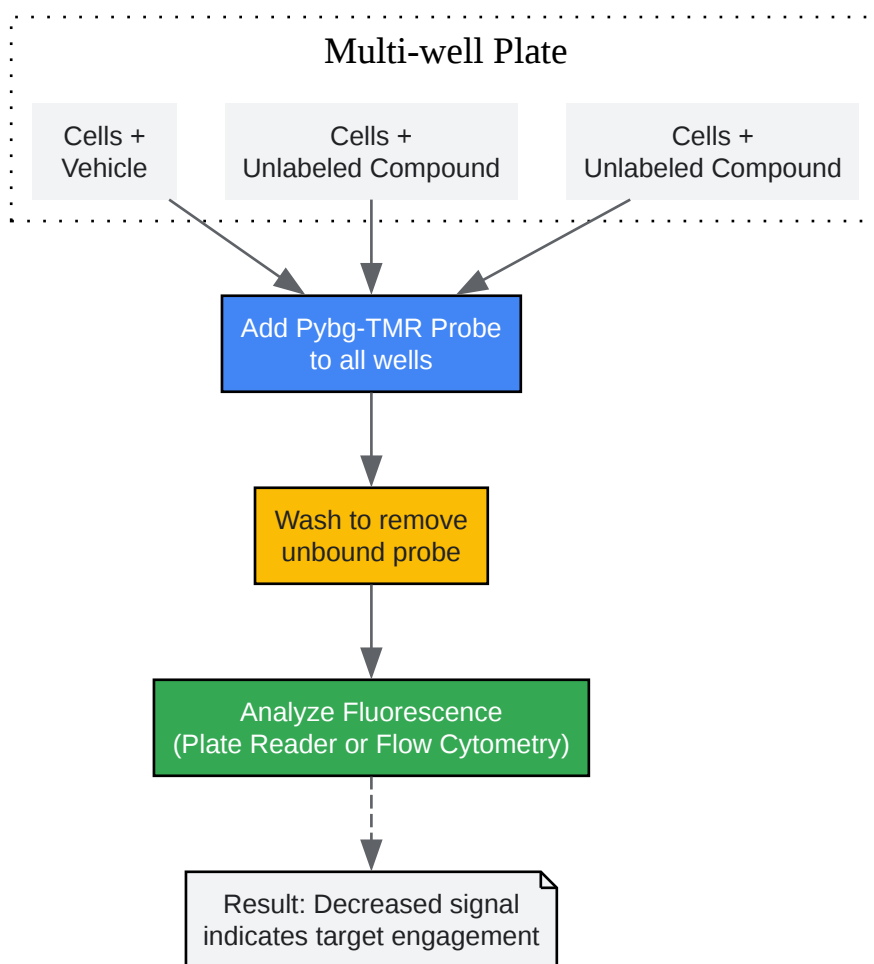 Multi-well Plate
Cells +
Vehicle
Cells +
Unlabeled Compound
Cells +
Unlabeled Compound
Add Pybg-TMR Probe
to all wells
Wash to remove
unbound probe
Analyze Fluorescence
(Plate Reader or Flow Cytometry)
Result: Decreased signal
indicates target engagement